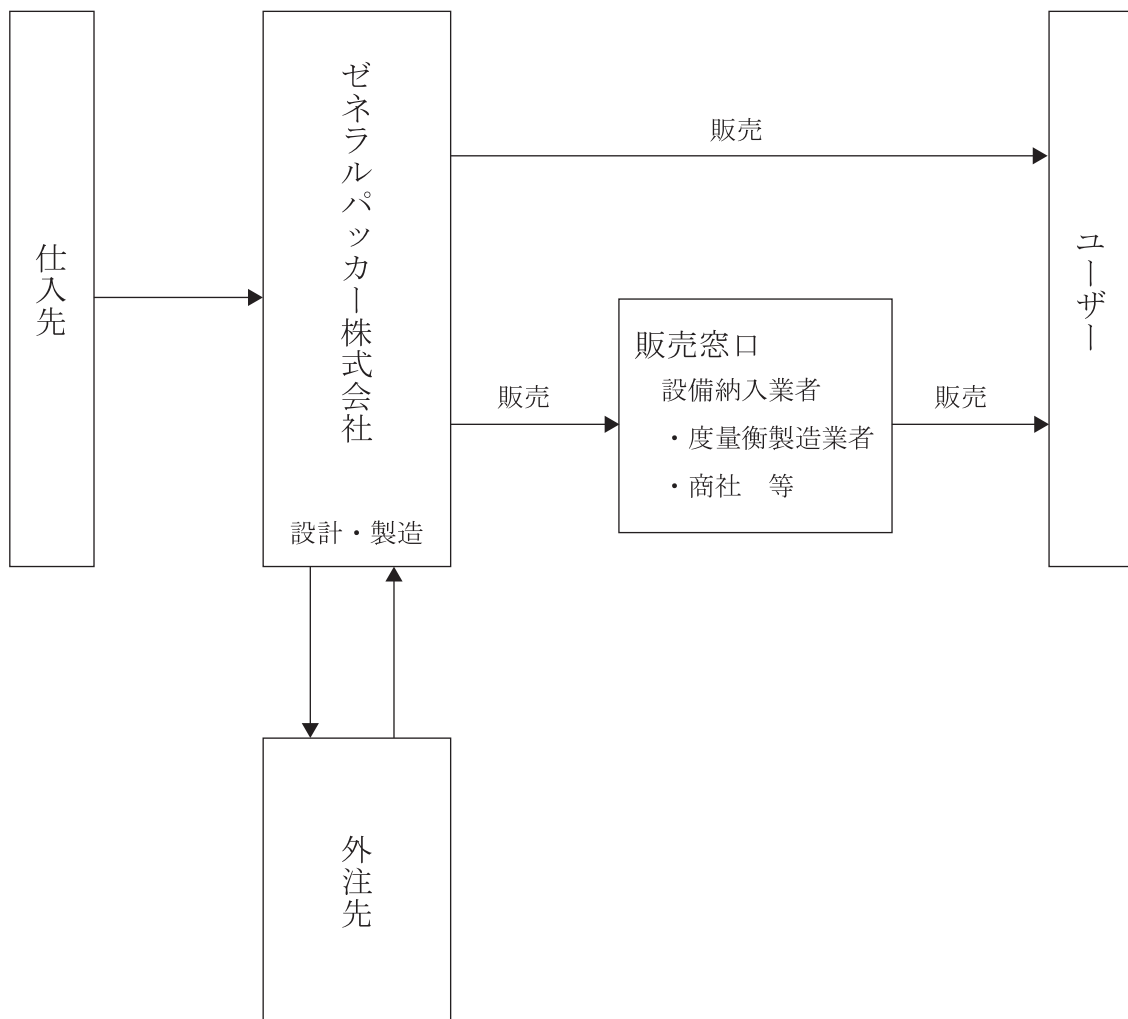 仕入先
ゼネラルパッカー株式会社
設計・製造
販売
販売
販売窓口
設備納入業者
・度量衡製造業者
・商社　等
販売
ユーザー
外注先